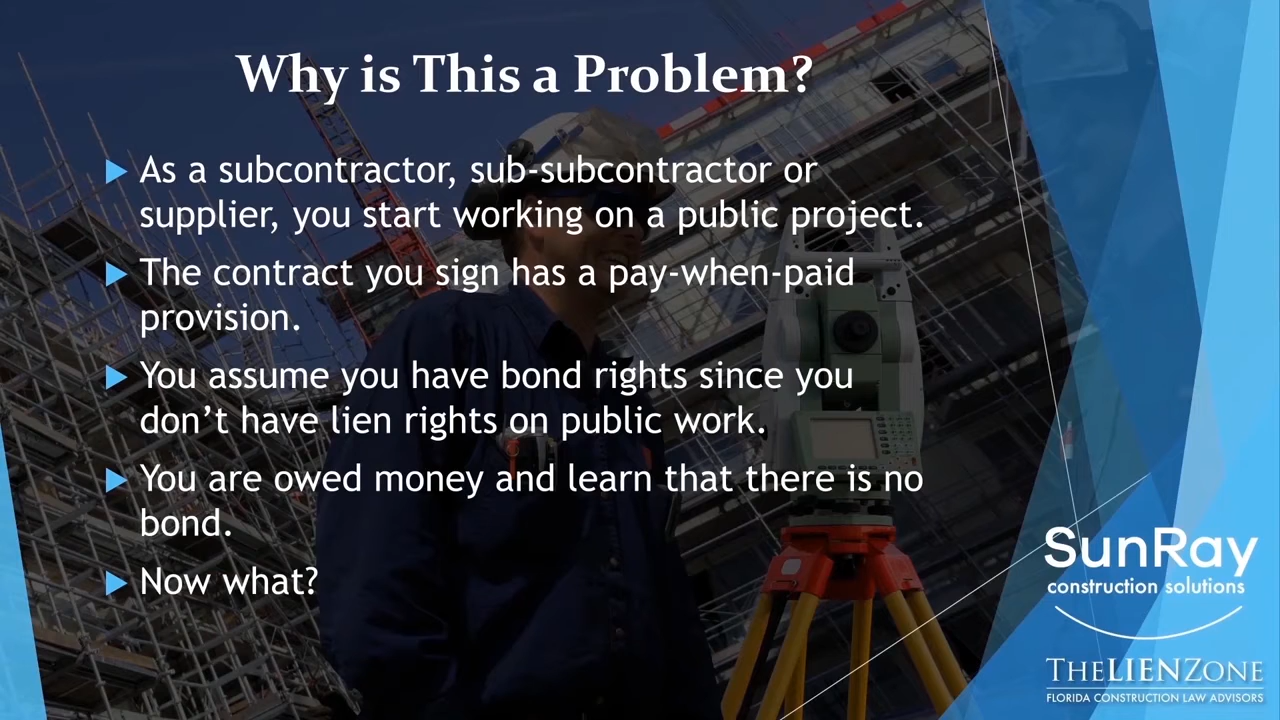 Why is This a Problem?
As a subcontractor, sub-subcontractor or
supplier, you start working on a public project.
The contract you sign has a pay-when-paid
provision.
You assume you have bond rights since you
don’t have lien rights on public work.
You are owed money and learn that there is no
bond.
Now what?
SunRay
construction solutions
THELIENZONE
FLORIDA CONSTRUCTION LAW ADVISORS